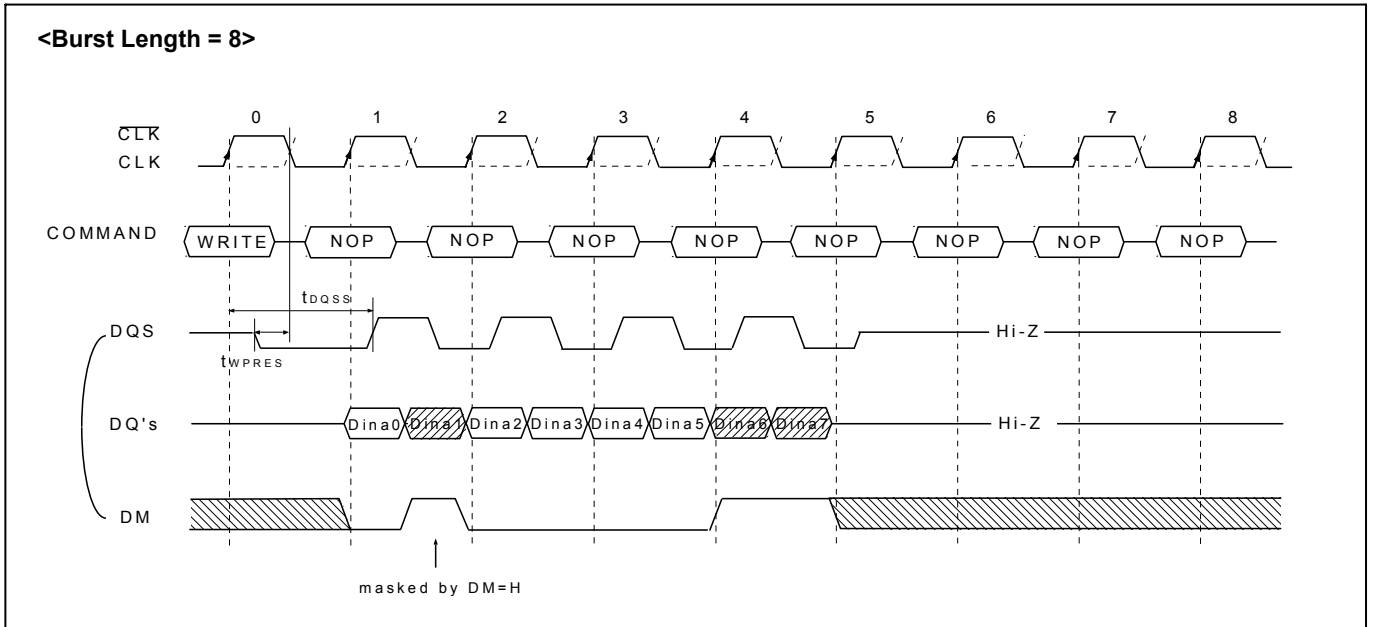 <Burst Length = 8>
0 1 2 3 4 5 6 7 8
CLK
CLK
COMMAND WRITE NOP NOP NOP NOP NOP NOP NOP NOP
tDQSS
DQS Hi-Z
tWPRES
DQ's Dina0 Dina1 Dina2 Dina3 Dina4 Dina5 Dina6 Dina7 Hi-Z
DM
masked by DM=H